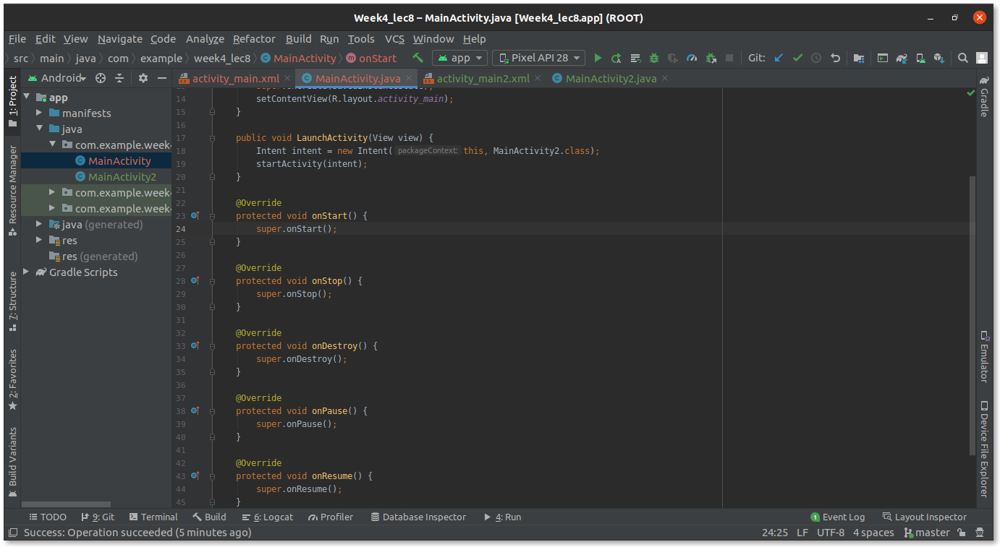 Week4_lec8 – MainActivity.java [Week4_lec8.app] (ROOT)
File Edit View Navigate Code Analyze Refactor Build Run Tools VCS Window Help
src main java com example week4_lec8 MainActivity onStart app Pixel API 28 Git:
1: Project
Resource Manager
7: Structure
2: Favorites
Build Variants
Android
app
manifests
java
com.example.week
MainActivity
MainActivity2
com.example.week
com.example.week
java (generated)
res
res (generated)
Gradle Scripts
activity_main.xml MainActivity.java activity_main2.xml MainActivity2.java
14 setContentView(R.layout.activity_main);
15 }
16
17 public void LaunchActivity(View view) {
18 Intent intent = new Intent( packageContext: this, MainActivity2.class);
19 startActivity(intent);
20 }
21
22 @Override
23 protected void onStart() {
24 super.onStart();
25 }
26
27 @Override
28 protected void onStop() {
29 super.onStop();
30 }
31
32 @Override
33 protected void onDestroy() {
34 super.onDestroy();
35 }
36
37 @Override
38 protected void onPause() {
39 super.onPause();
40 }
41
42 @Override
43 protected void onResume() {
44 super.onResume();
45 }
Gradle
Emulator
Device File Explorer
TODO 9: Git Terminal Build 6: Logcat Profiler Database Inspector 4: Run 1 Event Log Layout Inspector
Success: Operation succeeded (5 minutes ago) 24:25 LF UTF-8 4 spaces master